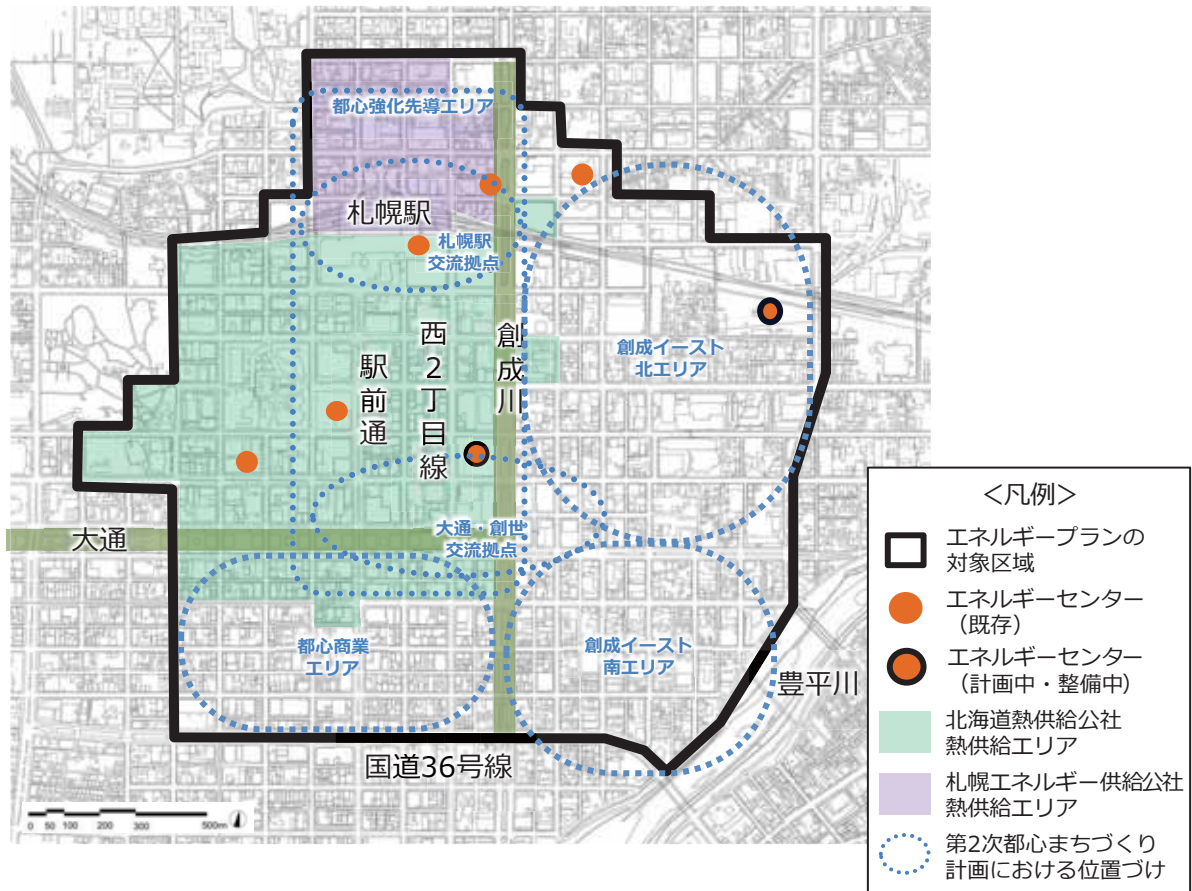 都心強化先導エリア
札幌駅
札幌駅
交流拠点
西2丁目線
創成川
駅前通
創成イースト
北エリア
大通
大通・創世
交流拠点
都心商業
エリア
創成イースト
南エリア
豊平川
国道36号線
0 50 100 200 300 500m
<凡例>
エネルギープランの
対象区域
エネルギーセンター
(既存)
エネルギーセンター
(計画中・整備中)
北海道熱供給公社
熱供給エリア
札幌エネルギー供給公社
熱供給エリア
第2次都心まちづくり
計画における位置づけ